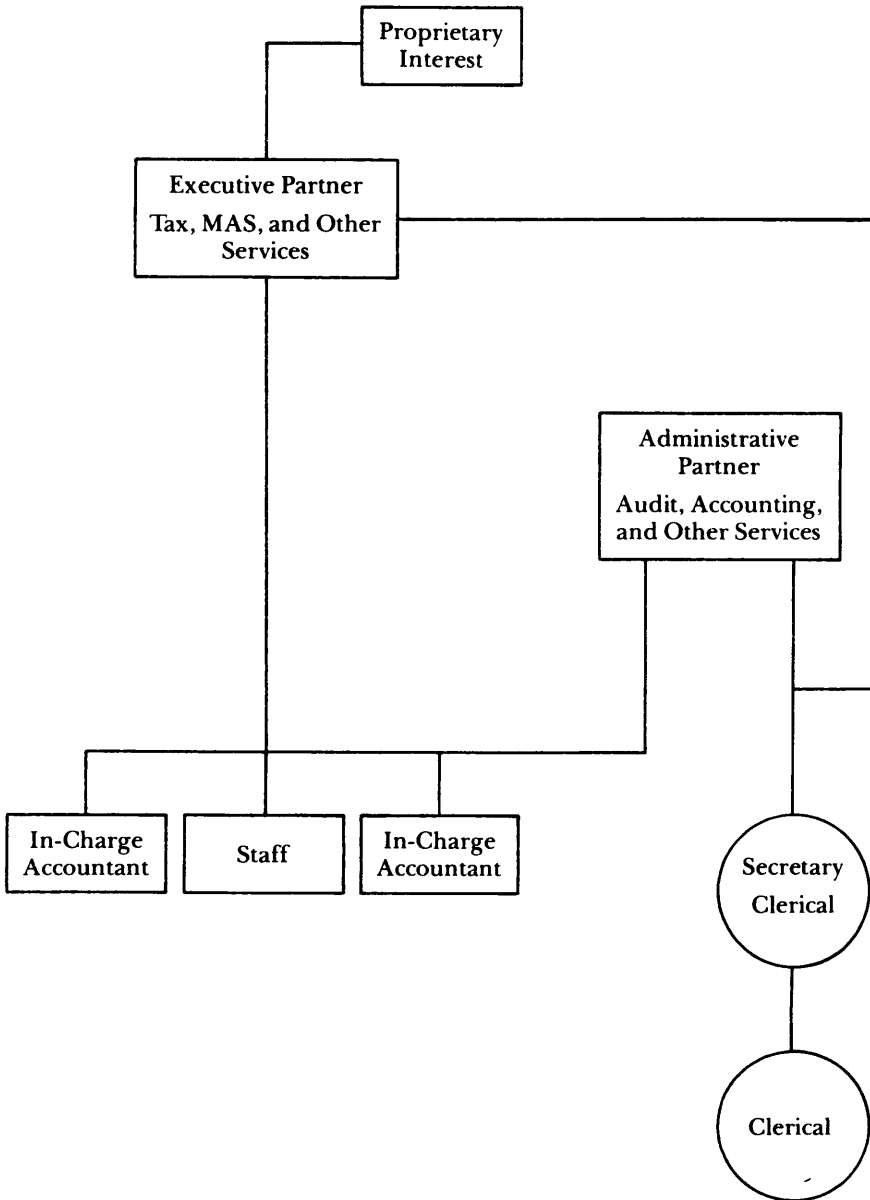 Proprietary
Interest
Executive Partner
Tax, MAS, and Other
Services
Administrative
Partner
Audit, Accounting,
and Other Services
In-Charge
Accountant
Staff
In-Charge
Accountant
Secretary
Clerical
Clerical